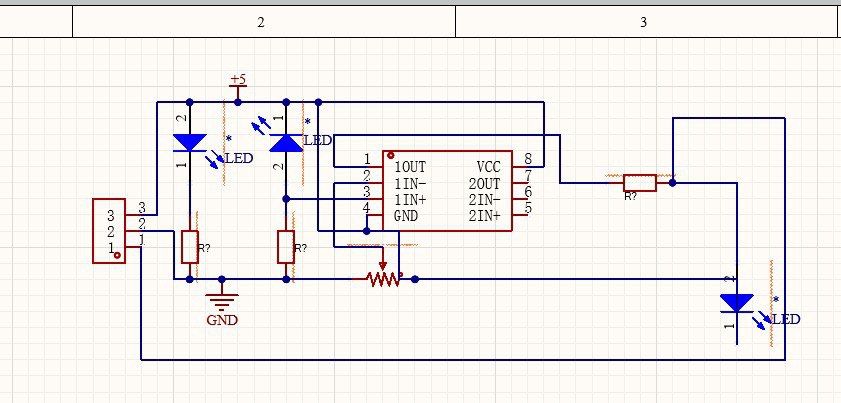 2 3
+5
2 1
* *
LED LED
1 2
1 1OUT VCC 8
2 1IN- 2OUT 7
3 1IN+ 2IN- 6
4 GND 2IN+ 5
R?
3 3
2 2
1 1
R? R?
GND
2
*
LED
1